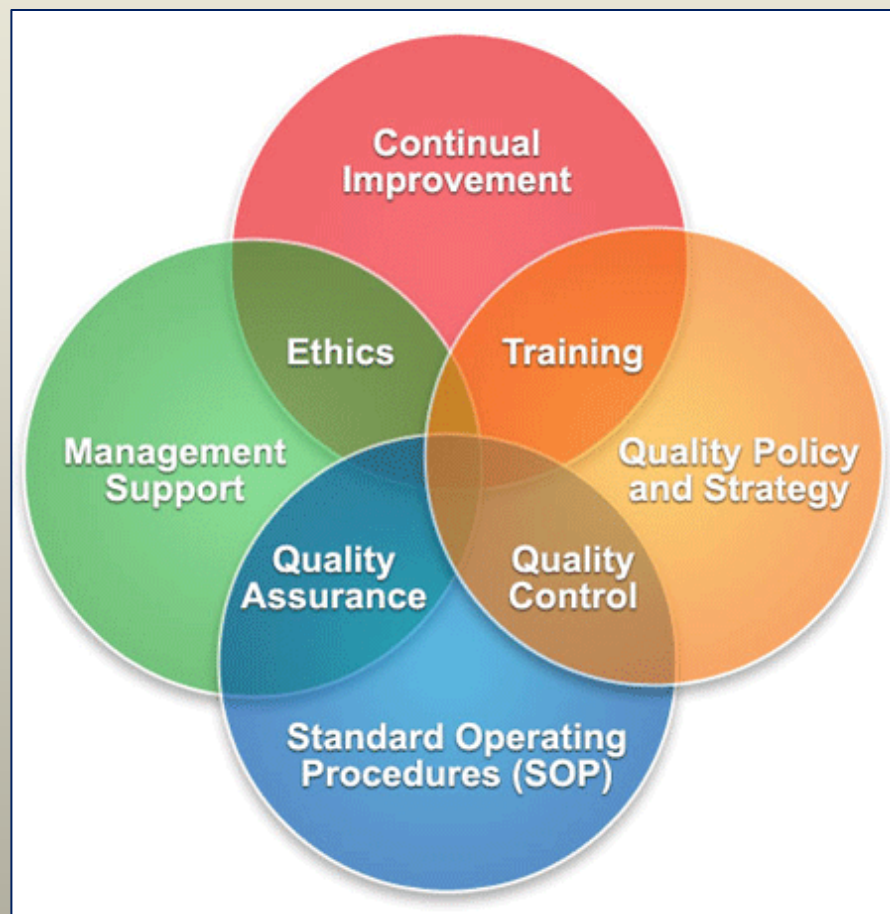 Continual
Improvement
Ethics
Training
Management
Support
Quality Policy
and Strategy
Quality
Assurance
Quality
Control
Standard Operating
Procedures (SOP)